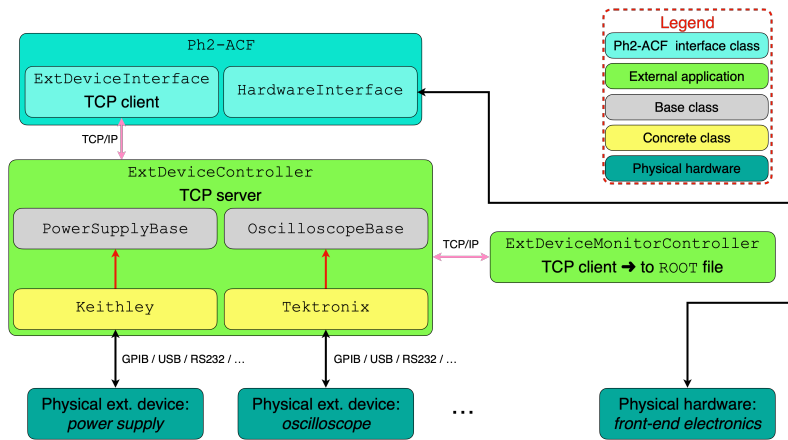 Legend
Ph2-ACF interface class
External application
Base class
Concrete class
Physical hardware
Ph2-ACF
ExtDeviceInterface
TCP client
HardwareInterface
TCP/IP
ExtDeviceController
TCP server
PowerSupplyBase
OscilloscopeBase
TCP/IP
ExtDeviceMonitorController
TCP client ➜ to ROOT file
Keithley
Tektronix
GPIB / USB / RS232 / ...
GPIB / USB / RS232 / ...
Physical ext. device:
power supply
Physical ext. device:
oscilloscope
...
Physical hardware:
front-end electronics